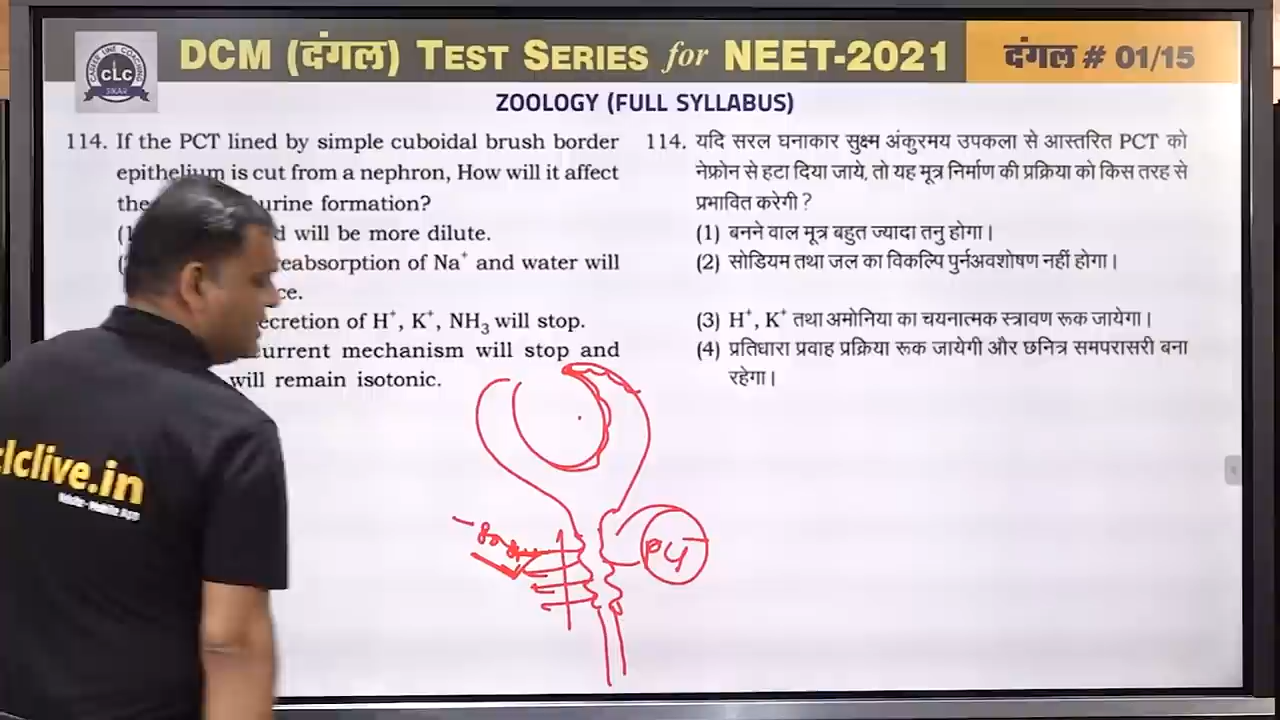 DCM (दंगल) TEST SERIES for NEET-2021
दंगल # 01/15
CLC
SIKAR
ZOOLOGY (FULL SYLLABUS)
114. If the PCT lined by simple cuboidal brush border
epithelium is cut from a nephron, How will it affect
the urine formation?
(1 d will be more dilute.
( reabsorption of Na⁺ and water will
ce.
ecretion of H⁺, K⁺, NH₃ will stop.
urrent mechanism will stop and
will remain isotonic.
114. यदि सरल घनाकार सुक्ष्म अंकुरमय उपकला से आस्तरित PCT को
नेफ्रोन से हटा दिया जाये, तो यह मूत्र निर्माण की प्रक्रिया को किस तरह से
प्रभावित करेगी ?
(1) बनने वाल मूत्र बहुत ज्यादा तनु होगा।
(2) सोडियम तथा जल का विकल्पि पुर्नअवशोषण नहीं होगा।
(3) H⁺, K⁺ तथा अमोनिया का चयनात्मक स्त्रावण रूक जायेगा।
(4) प्रतिधारा प्रवाह प्रक्रिया रूक जायेगी और छनित्र समपरासरी बना
रहेगा।
clclive.in